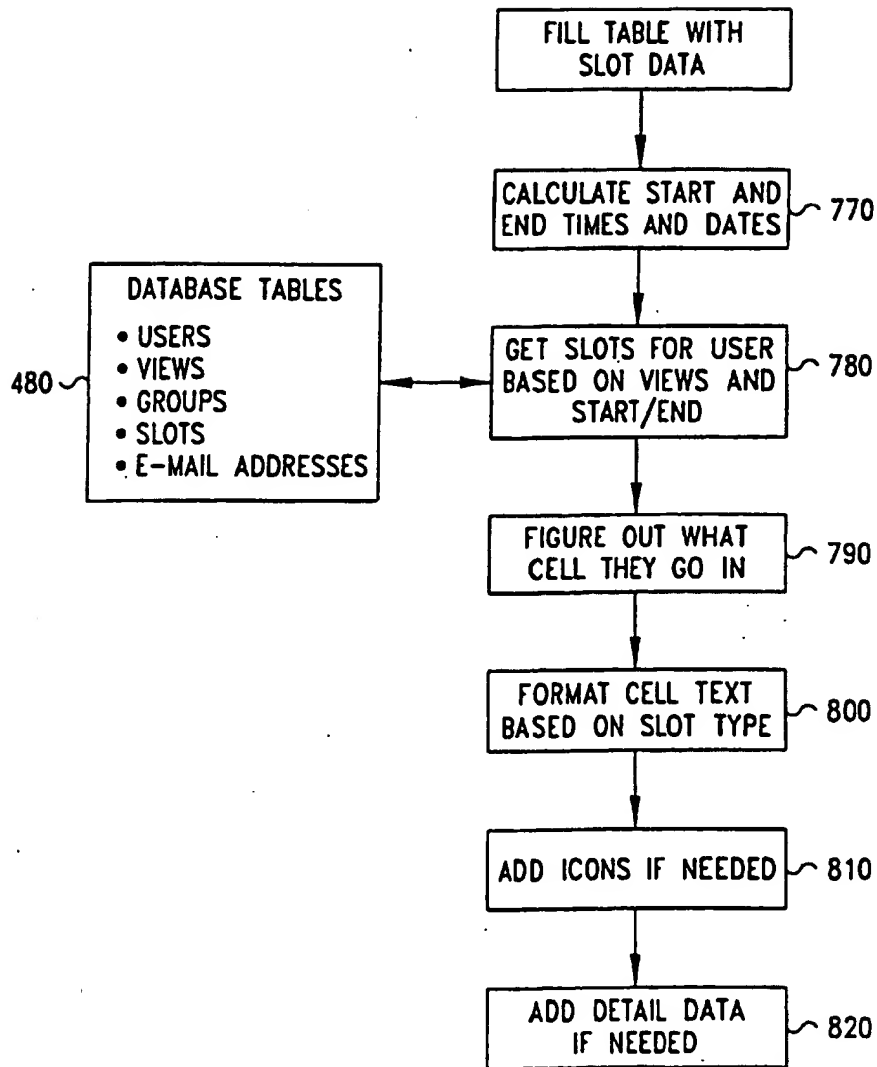 FILL TABLE WITH
SLOT DATA
CALCULATE START AND
END TIMES AND DATES
770
DATABASE TABLES
• USERS
• VIEWS
• GROUPS
• SLOTS
• E-MAIL ADDRESSES
480
GET SLOTS FOR USER
BASED ON VIEWS AND
START/END
780
FIGURE OUT WHAT
CELL THEY GO IN
790
FORMAT CELL TEXT
BASED ON SLOT TYPE
800
ADD ICONS IF NEEDED
810
ADD DETAIL DATA
IF NEEDED
820